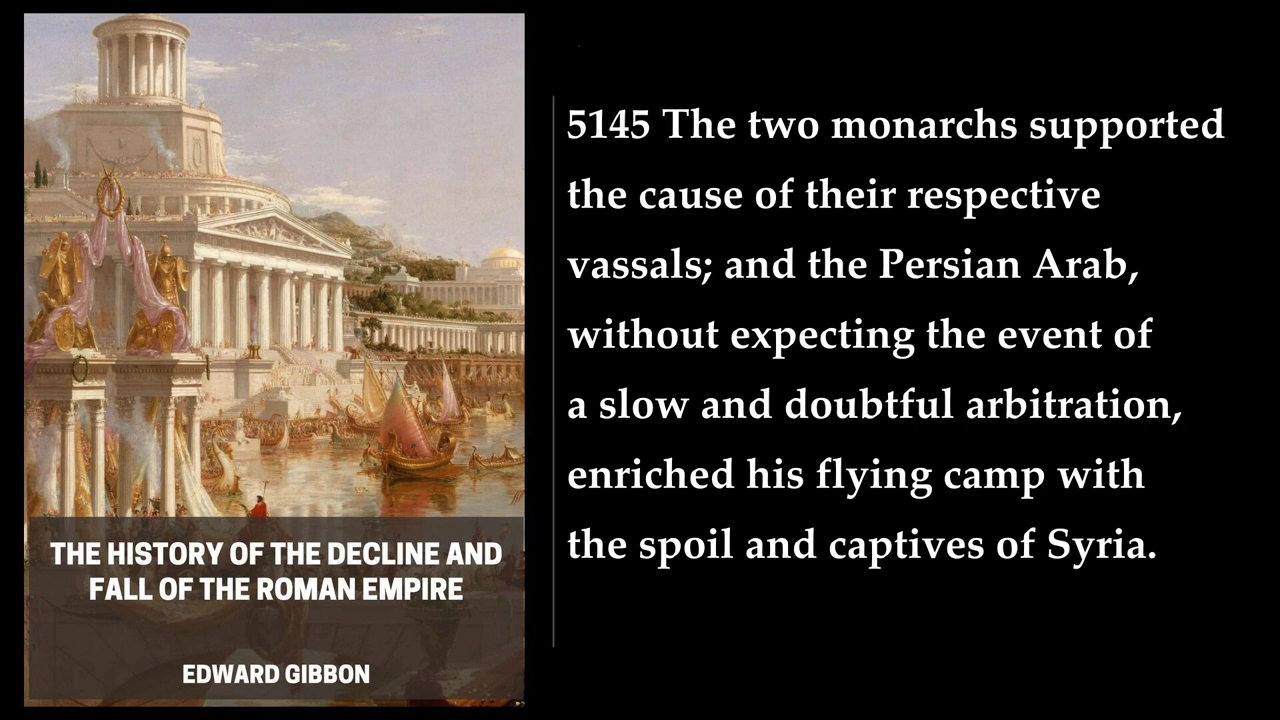 THE HISTORY OF THE DECLINE AND
FALL OF THE ROMAN EMPIRE
EDWARD GIBBON
5145 The two monarchs supported
the cause of their respective
vassals; and the Persian Arab,
without expecting the event of
a slow and doubtful arbitration,
enriched his flying camp with
the spoil and captives of Syria.